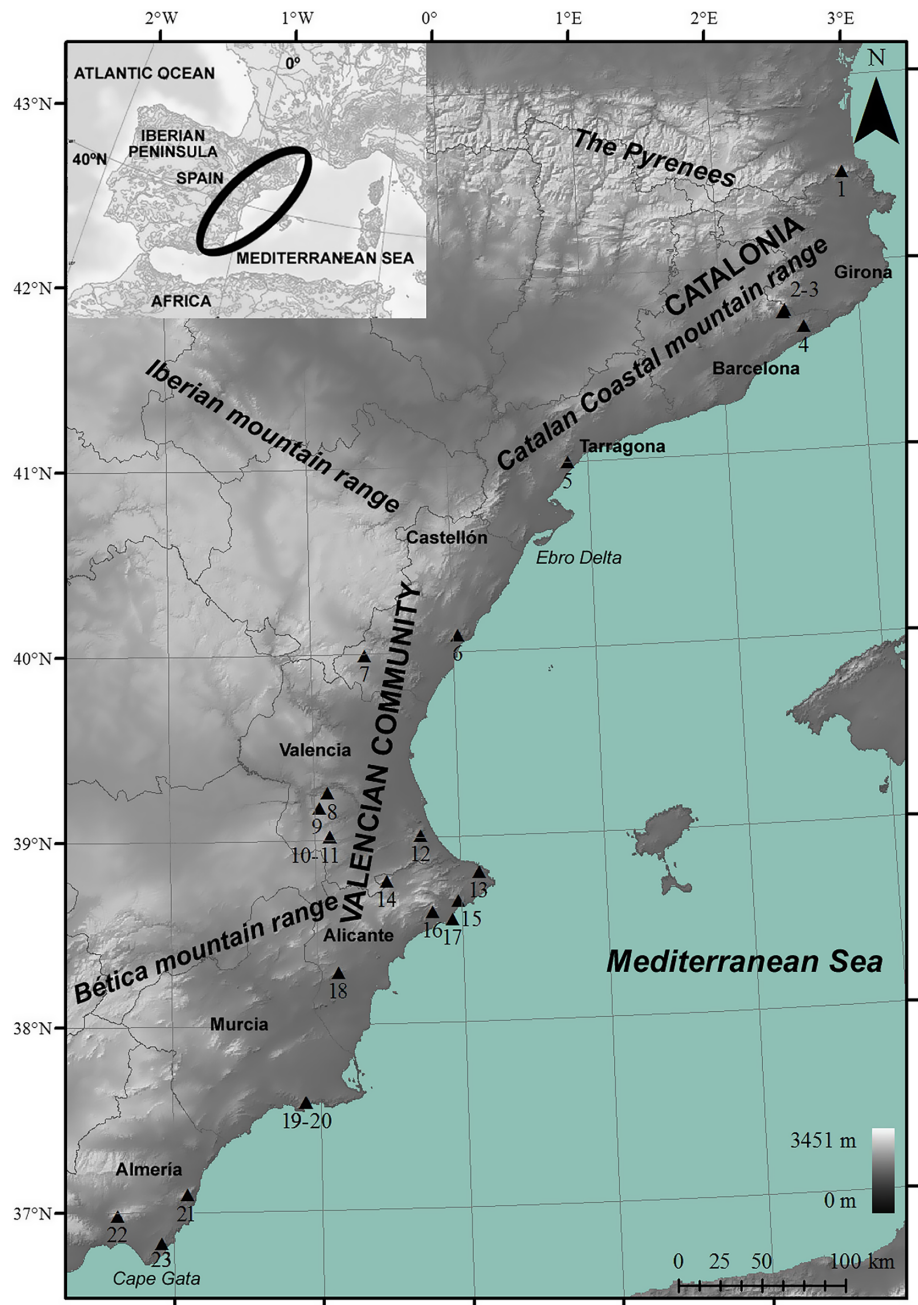 2°W 1°W 0° 1°E 2°E 3°E
N
ATLANTIC OCEAN
0º
43°N
IBERIAN
PENINSULA
40ºN
SPAIN
The Pyrenees
1
MEDITERRANEAN SEA
CATALONIA
Girona
42°N
AFRICA
2-3
Catalan Coastal mountain range
4
Barcelona
Iberian mountain range
Tarragona
41°N
5
Castellón
Ebro Delta
VALENCIAN COMMUNITY
6
40°N
7
Valencia
8
9
39°N
10-11
12
13
14
15
16
17
Bética mountain range
Alicante
Mediterranean Sea
18
Murcia
38°N
19-20
3451 m
Almería
0 m
37°N
21
22
23
Cape Gata
0 25 50 100 km